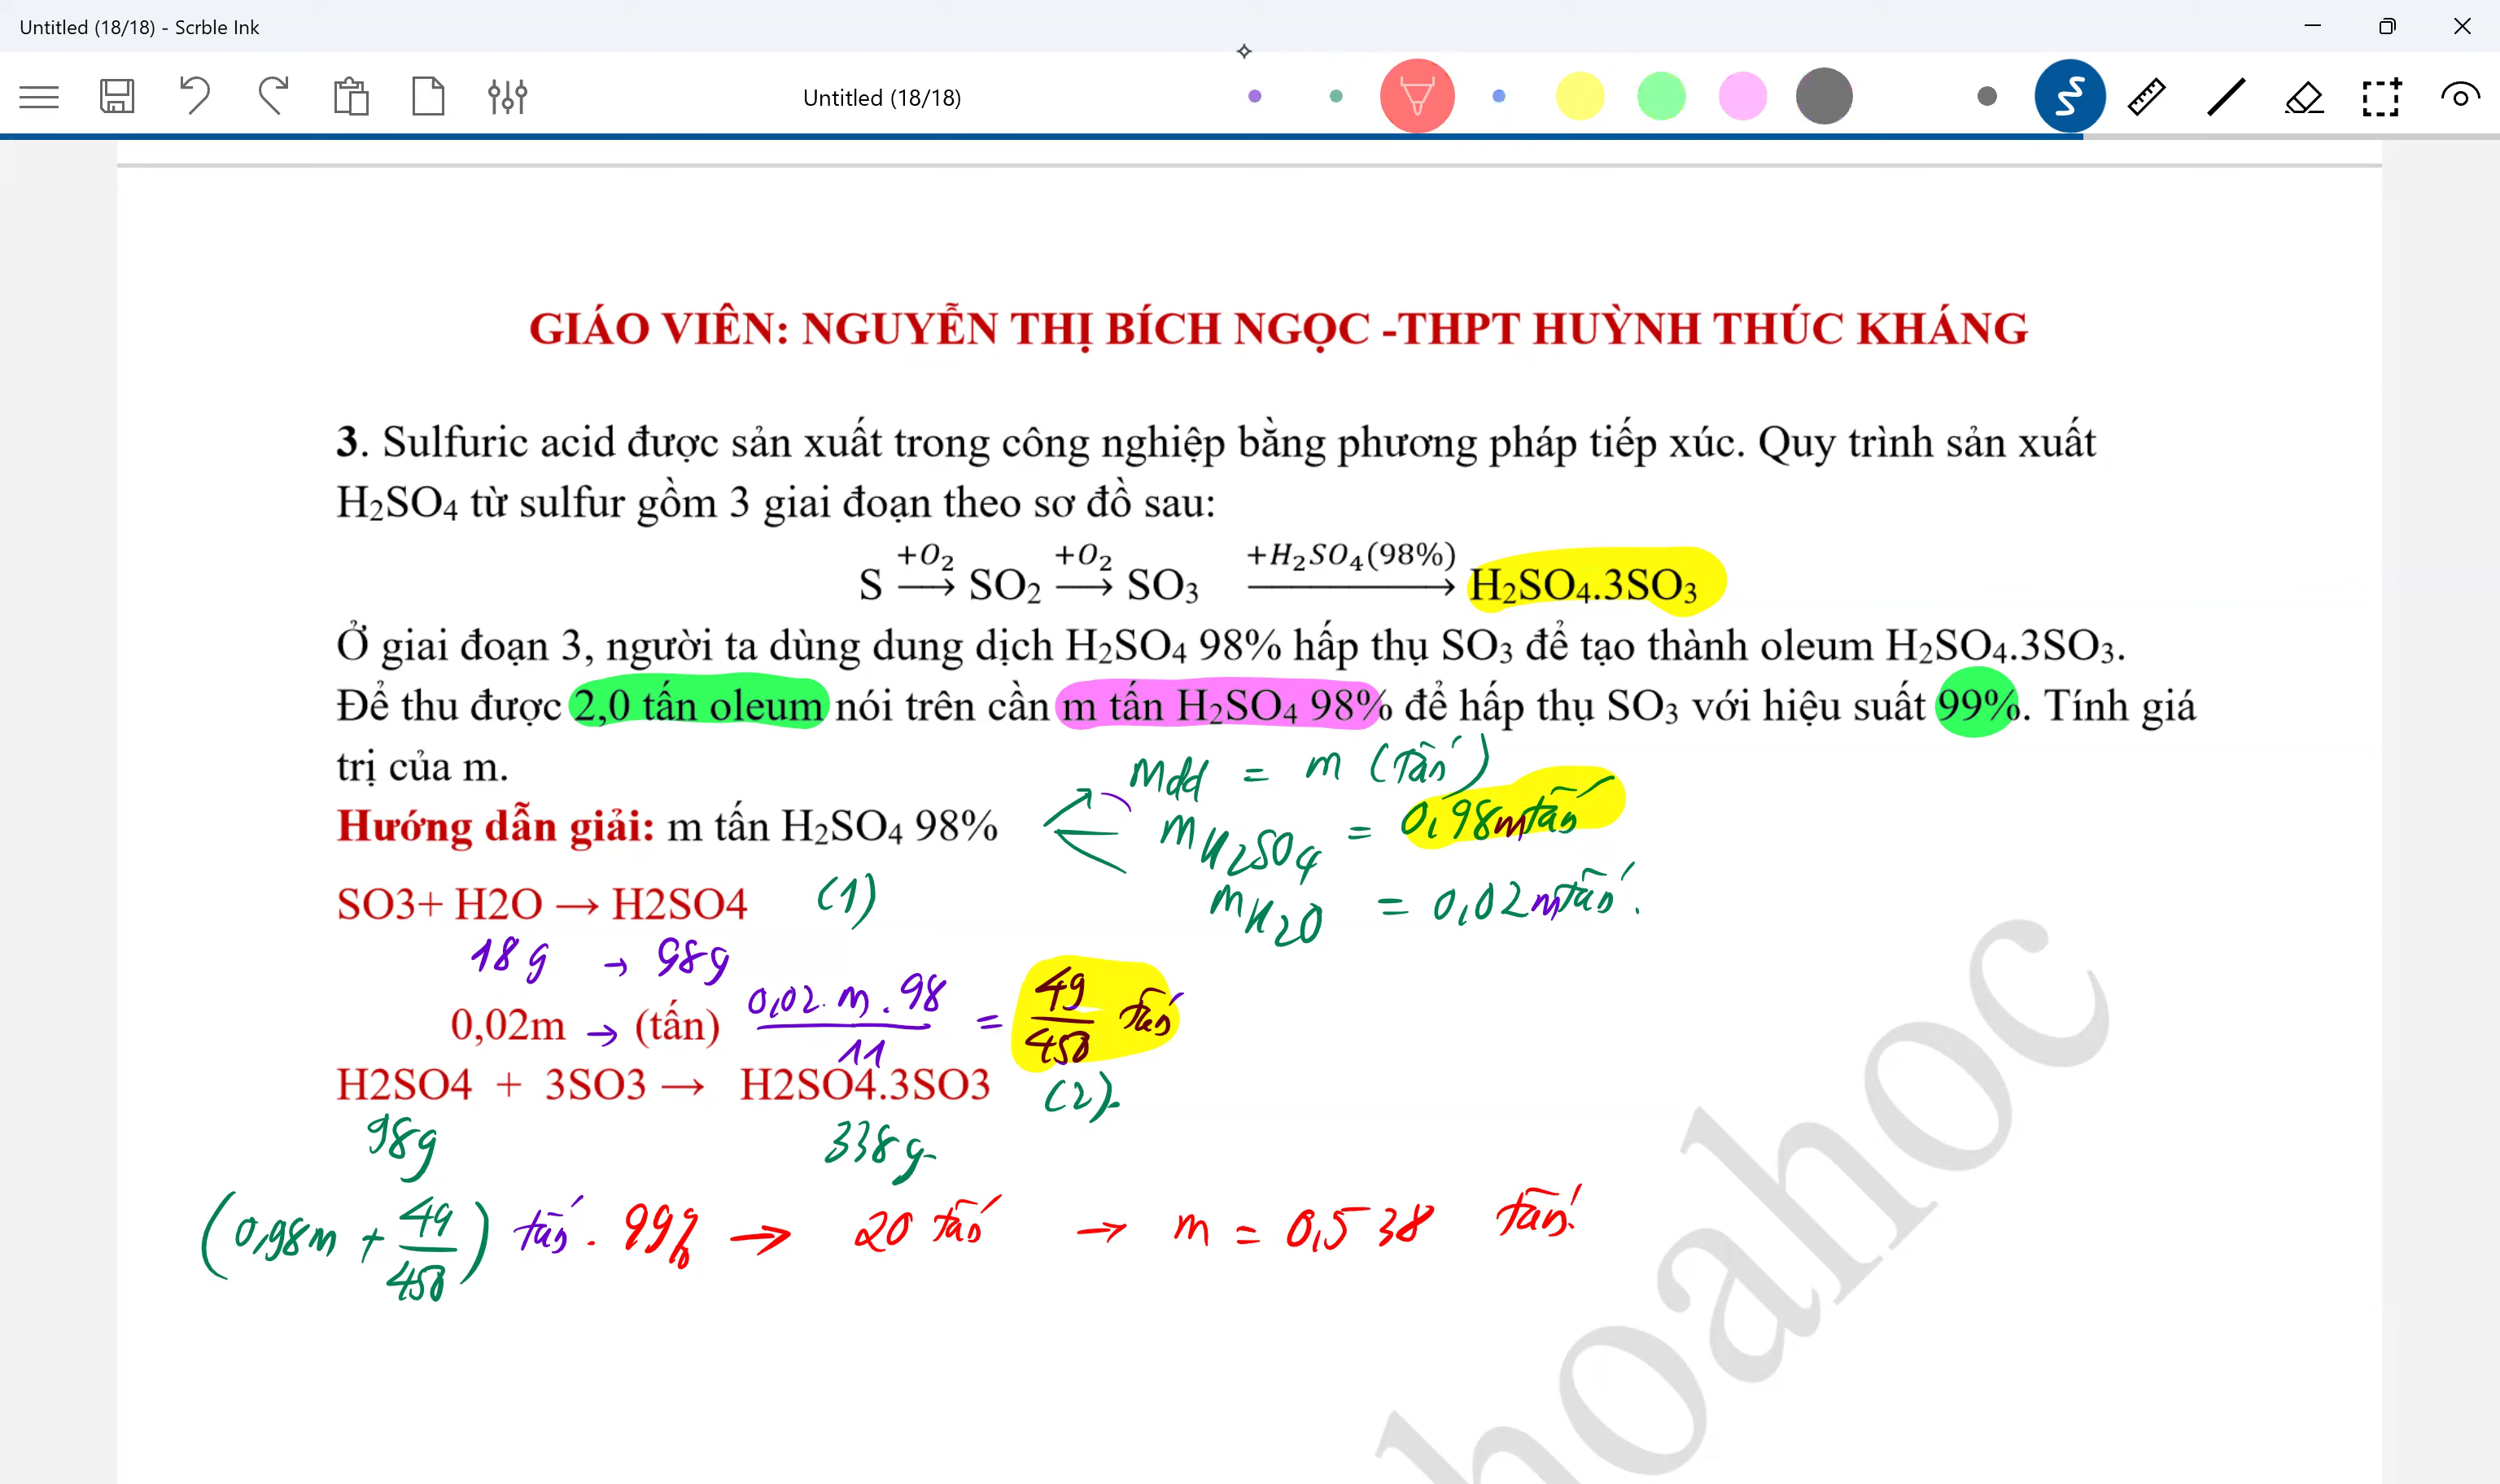 Untitled (18/18) - Scrble Ink
Untitled (18/18)
GIÁO VIÊN: NGUYỄN THỊ BÍCH NGỌC -THPT HUỲNH THÚC KHÁNG
3. Sulfuric acid được sản xuất trong công nghiệp bằng phương pháp tiếp xúc. Quy trình sản xuất
H₂SO₄ từ sulfur gồm 3 giai đoạn theo sơ đồ sau:
+O₂ +O₂ +H₂SO₄(98%)
S ⟶ SO₂ ⟶ SO₃ ⟶ H₂SO₄.3SO₃
Ở giai đoạn 3, người ta dùng dung dịch H₂SO₄ 98% hấp thụ SO₃ để tạo thành oleum H₂SO₄.3SO₃.
Để thu được 2,0 tấn oleum nói trên cần m tấn H₂SO₄ 98% để hấp thụ SO₃ với hiệu suất 99%. Tính giá
trị của m.
mdd = m (tấn)
Hướng dẫn giải: m tấn H₂SO₄ 98%
mH₂SO₄ = 0,98m tấn
SO3+ H2O → H2SO4 (1)
mH₂O = 0,02m tấn.
18g → 98g
0,02m → (tấn) 0,02.m.98/11 = 49/450 tấn
H2SO4 + 3SO3 → H2SO4.3SO3 (2).
98g 338g
(0,98m + 49/450) tấn . 99% → 20 tấn → m = 0,538 tấn.
hoahoc